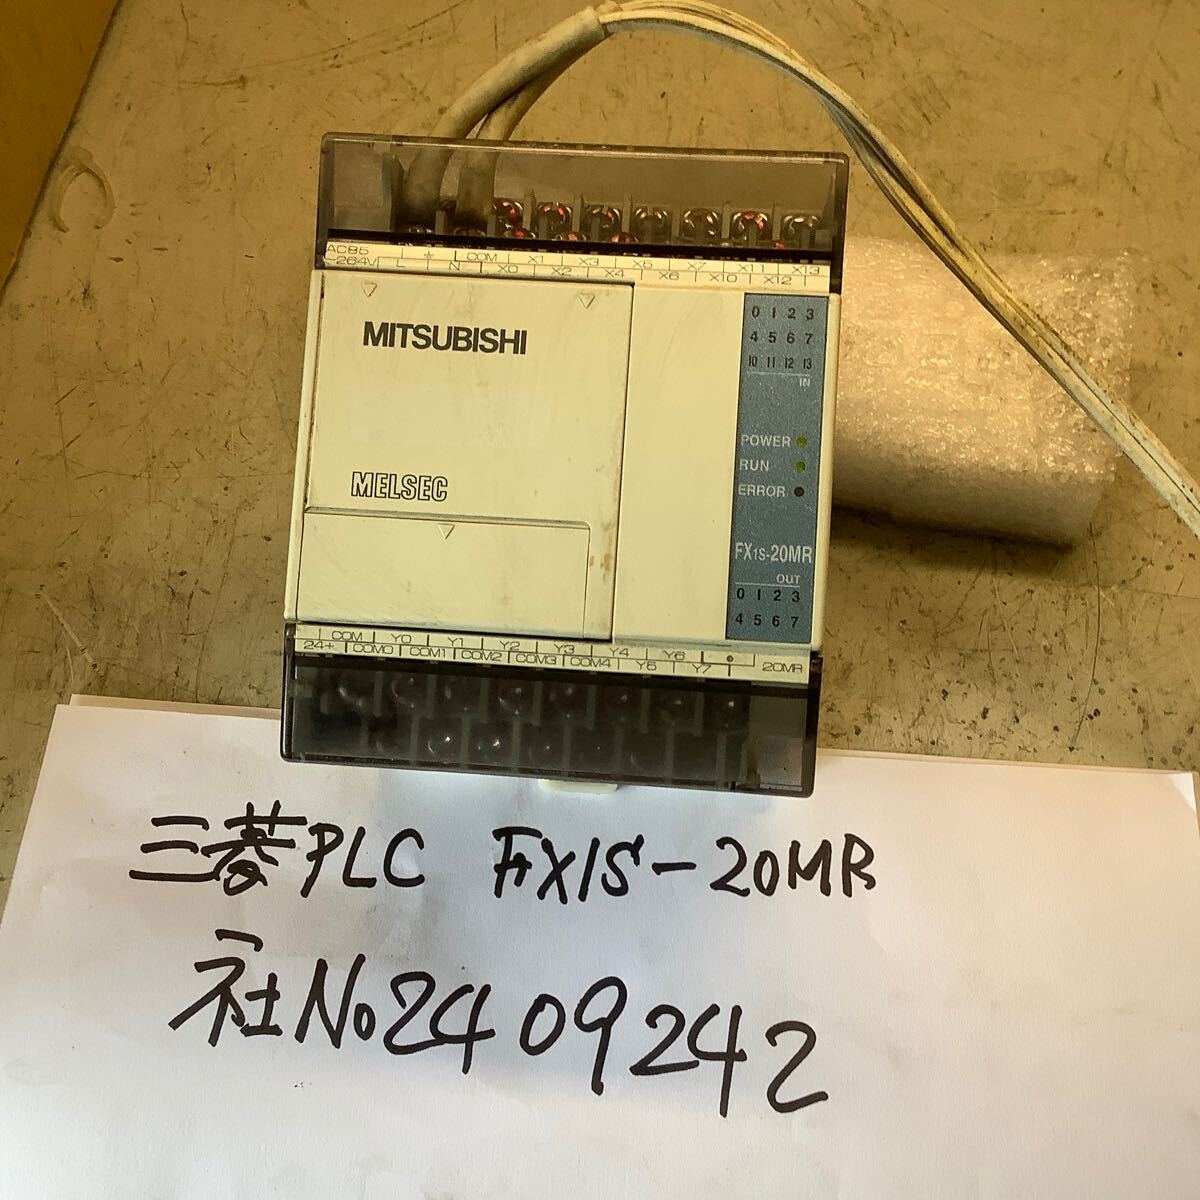 AC85 ⏚ COM X1 X3 X5 X7 X11 X13
~264V L N X0 X2 X4 X6 X10 X12
MITSUBISHI
MELSEC
0 1 2 3
4 5 6 7
10 11 12 13
IN
POWER
RUN
ERROR
FX1S-20MR
OUT
0 1 2 3
4 5 6 7
COM Y0 Y1 Y2 Y3 Y4 Y6 •
24+ COM0 COM1 COM2 COM3 COM4 Y5 Y7 20MR
三菱PLC FX1S-20MR
社No2409242